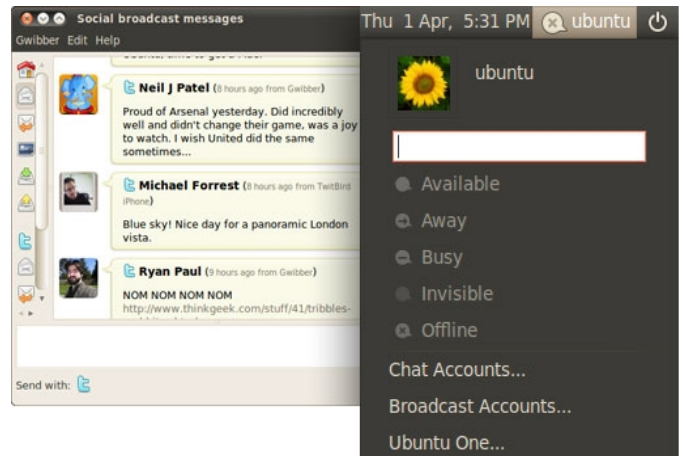 Social broadcast messages
Gwibber Edit Help
Neil J Patel (8 hours ago from Gwibber)
Proud of Arsenal yesterday. Did incredibly
well and didn't change their game, was a joy
to watch. I wish United did the same
sometimes...
Michael Forrest (8 hours ago from TwitBird
iPhone)
Blue sky! Nice day for a panoramic London
vista.
Ryan Paul (9 hours ago from Gwibber)
NOM NOM NOM NOM
http://www.thinkgeek.com/stuff/41/tribbles-
Send with:
Thu 1 Apr, 5:31 PM ubuntu
ubuntu
Available
Away
Busy
Invisible
Offline
Chat Accounts...
Broadcast Accounts...
Ubuntu One...